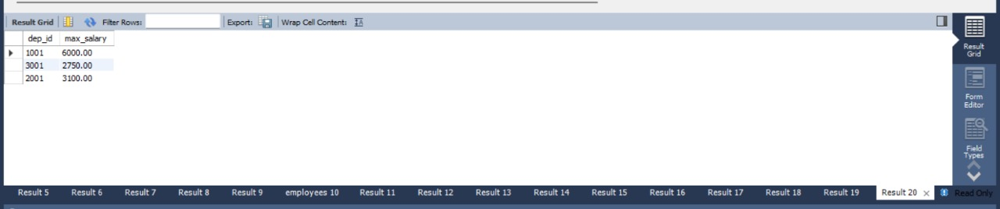 Result Grid Filter Rows: Export: Wrap Cell Content:
dep_id max_salary
1001 6000.00
3001 2750.00
2001 3100.00
Result
Grid
Form
Editor
Field
Types
Result 5 Result 6 Result 7 Result 8 Result 9 employees 10 Result 11 Result 12 Result 13 Result 14 Result 15 Result 16 Result 17 Result 18 Result 19 Result 20 Read Only